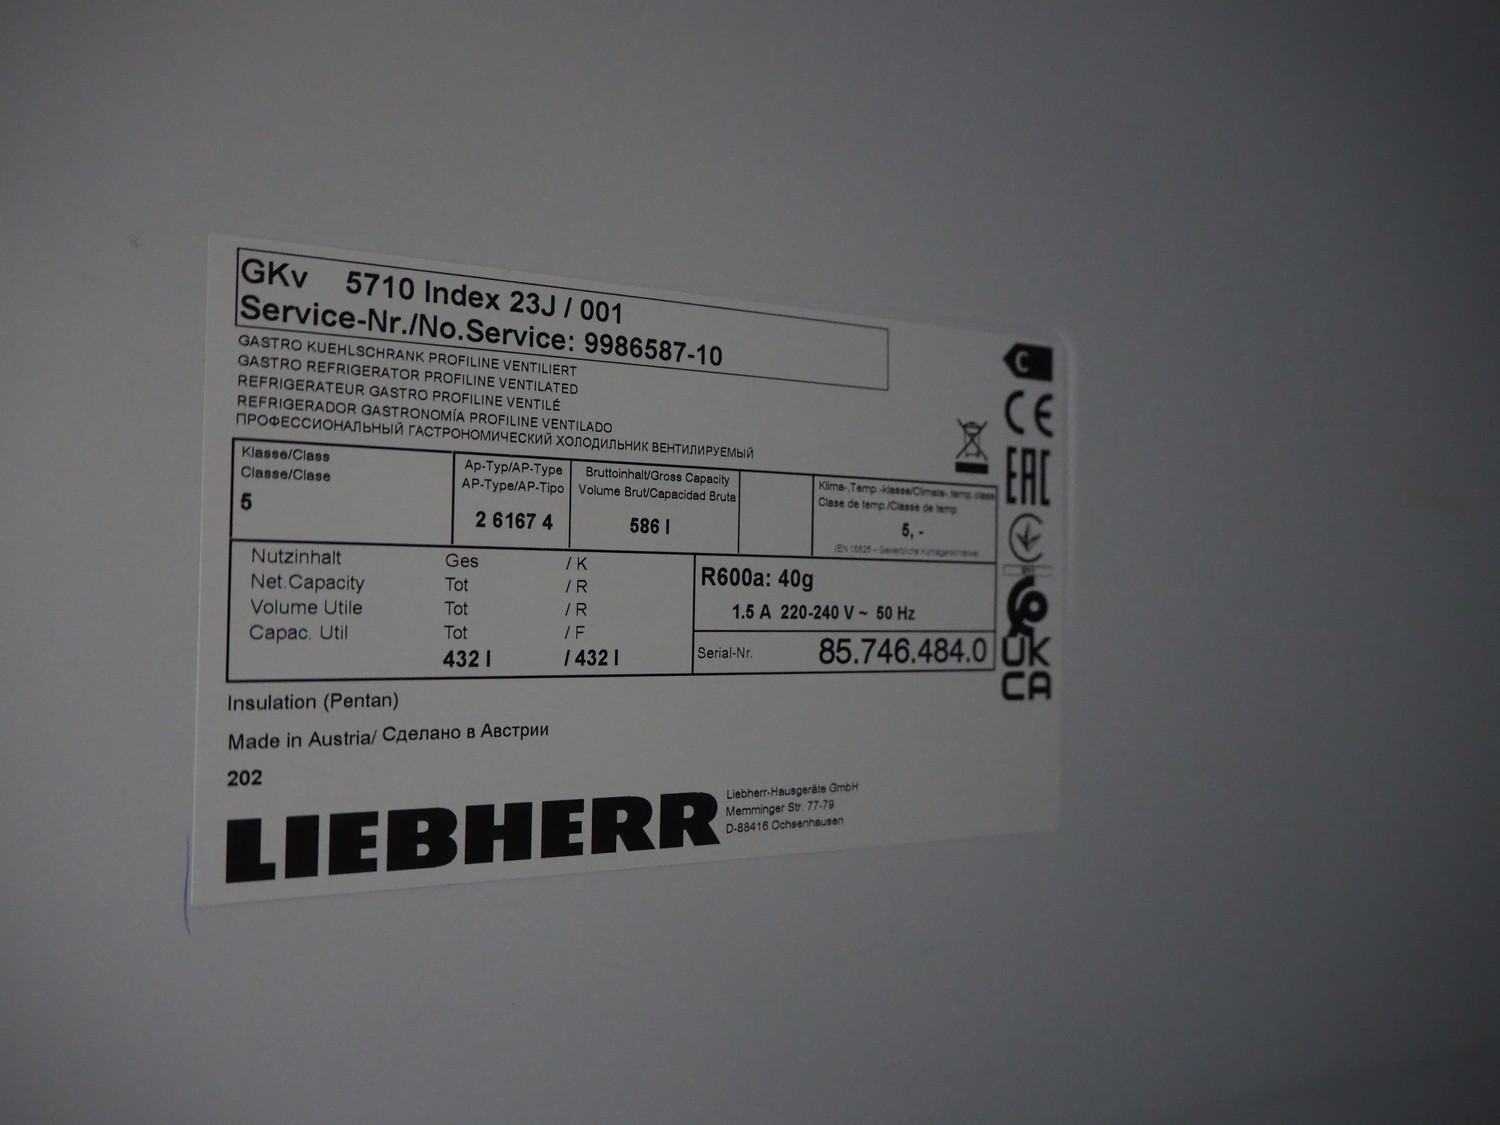 GKv 5710 Index 23J / 001
Service-Nr./No.Service: 9986587-10
GASTRO KUEHLSCHRANK PROFILINE VENTILIERT
GASTRO REFRIGERATOR PROFILINE VENTILATED
REFRIGERATEUR GASTRO PROFILINE VENTILÉ
REFRIGERADOR GASTRONOMÍA PROFILINE VENTILADO
ПРОФЕССИОНАЛЬНЫЙ ГАСТРОНОМИЧЕСКИЙ ХОЛОДИЛЬНИК ВЕНТИЛИРУЕМЫЙ
Klasse/Class
Classe/Clase
5
Ap-Typ/AP-Type
AP-Type/AP-Tipo
2 6167 4
Bruttoinhalt/Gross Capacity
Volume Brut/Capacidad Bruta
586 l
Klima-,Temp.-klasse/Climate-, temp.class
Clase de temp./Classe de temp.
5, -
Nutzinhalt Ges / K
Net.Capacity Tot / R
Volume Utile Tot / R
Capac. Util Tot / F
432 l / 432 l
R600a: 40g
1.5 A 220-240 V ~ 50 Hz
Serial-Nr. 85.746.484.0
C
CE
EAC
UK
CA
Insulation (Pentan)
Made in Austria/ Сделано в Австрии
202
LIEBHERR
Liebherr-Hausgeräte GmbH
Memminger Str. 77-79
D-88416 Ochsenhausen